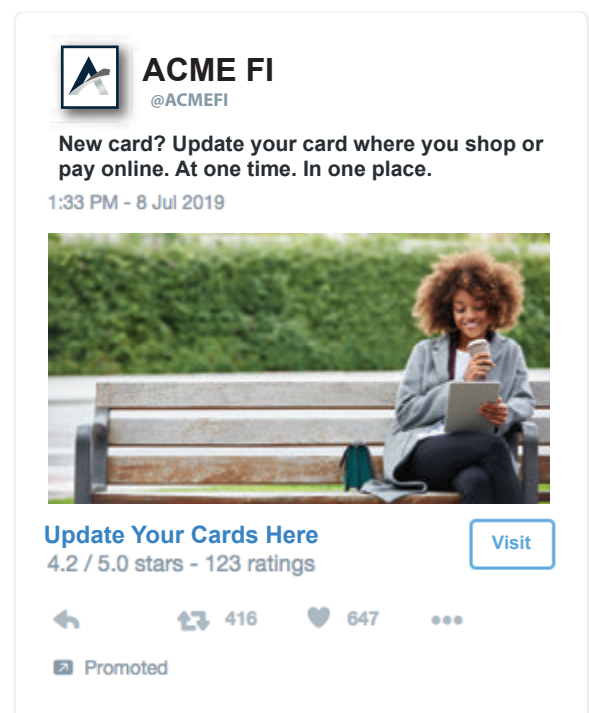 ACME FI
@ACMEFI
New card? Update your card where you shop or
pay online. At one time. In one place.
1:33 PM - 8 Jul 2019
Update Your Cards Here
Visit
4.2 / 5.0 stars - 123 ratings
416 647
Promoted